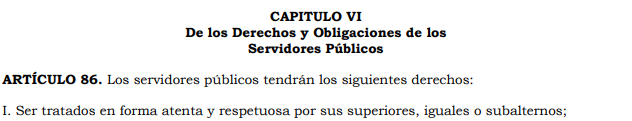 CAPITULO VI
De los Derechos y Obligaciones de los
Servidores Públicos
ARTÍCULO 86. Los servidores públicos tendrán los siguientes derechos:
I. Ser tratados en forma atenta y respetuosa por sus superiores, iguales o subalternos;